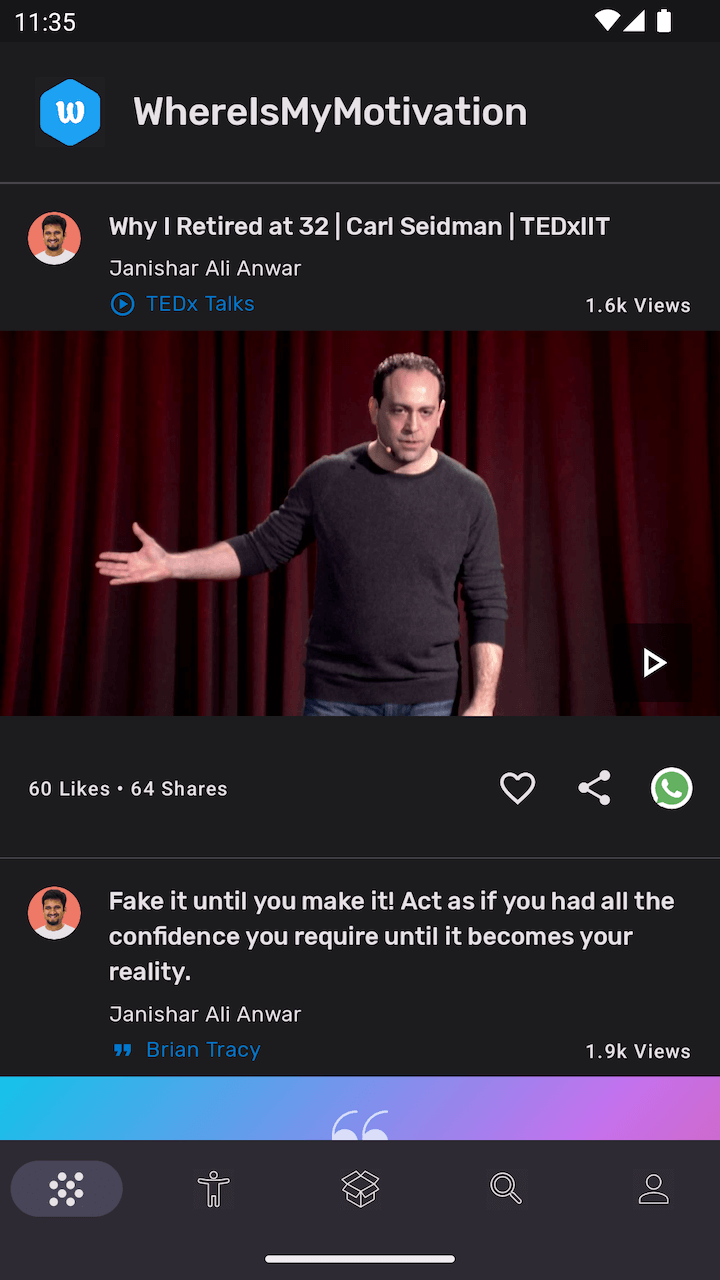 11:35
w
WhereIsMyMotivation
Why I Retired at 32 | Carl Seidman | TEDxIIT
Janishar Ali Anwar
TEDx Talks
1.6k Views
60 Likes • 64 Shares
Fake it until you make it! Act as if you had all the
confidence you require until it becomes your
reality.
Janishar Ali Anwar
Brian Tracy
1.9k Views